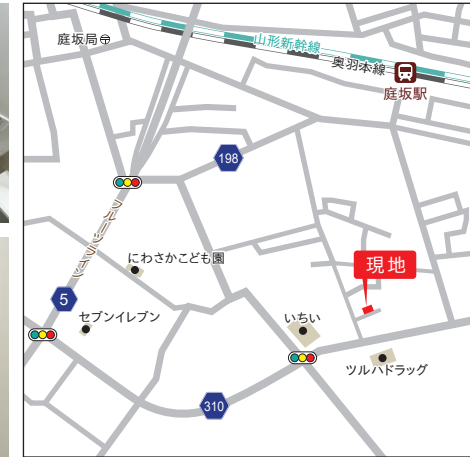 庭坂局
山形新幹線
奥羽本線
庭坂駅
198
フルーツライン
にわさかこども園
現地
5
セブンイレブン
いちい
ツルハドラッグ
310